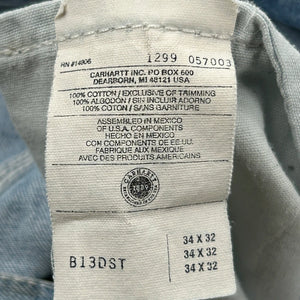 RN #14806
1299 057003
CARHARTT INC. PO BOX 600
DEARBORN, MI 48121 USA
100% COTTON / EXCLUSIVE OF TRIMMING
100% ALGODÓN / SIN INCLUIR ADORNO
100% COTON / SANS GARNITURE
ASSEMBLED IN MEXICO
OF U.S.A. COMPONENTS
HECHO EN MEXICO
CON COMPONENTES DE EE.UU.
FABRIQUE AUX MEXIQUE
AVEC DES PRODUITS AMERICAINS
CARHARTT
1889
B13DST
34 X 32
34 X 32
34 X 32